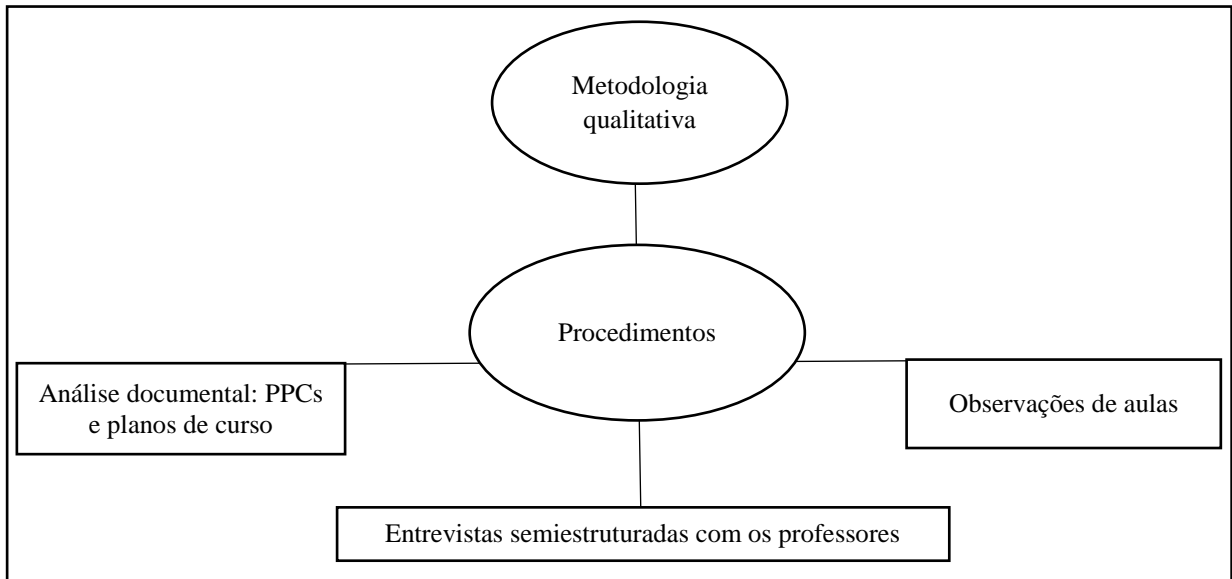 Metodologia
qualitativa
Procedimentos
Análise documental: PPCs
e planos de curso
Observações de aulas
Entrevistas semiestruturadas com os professores